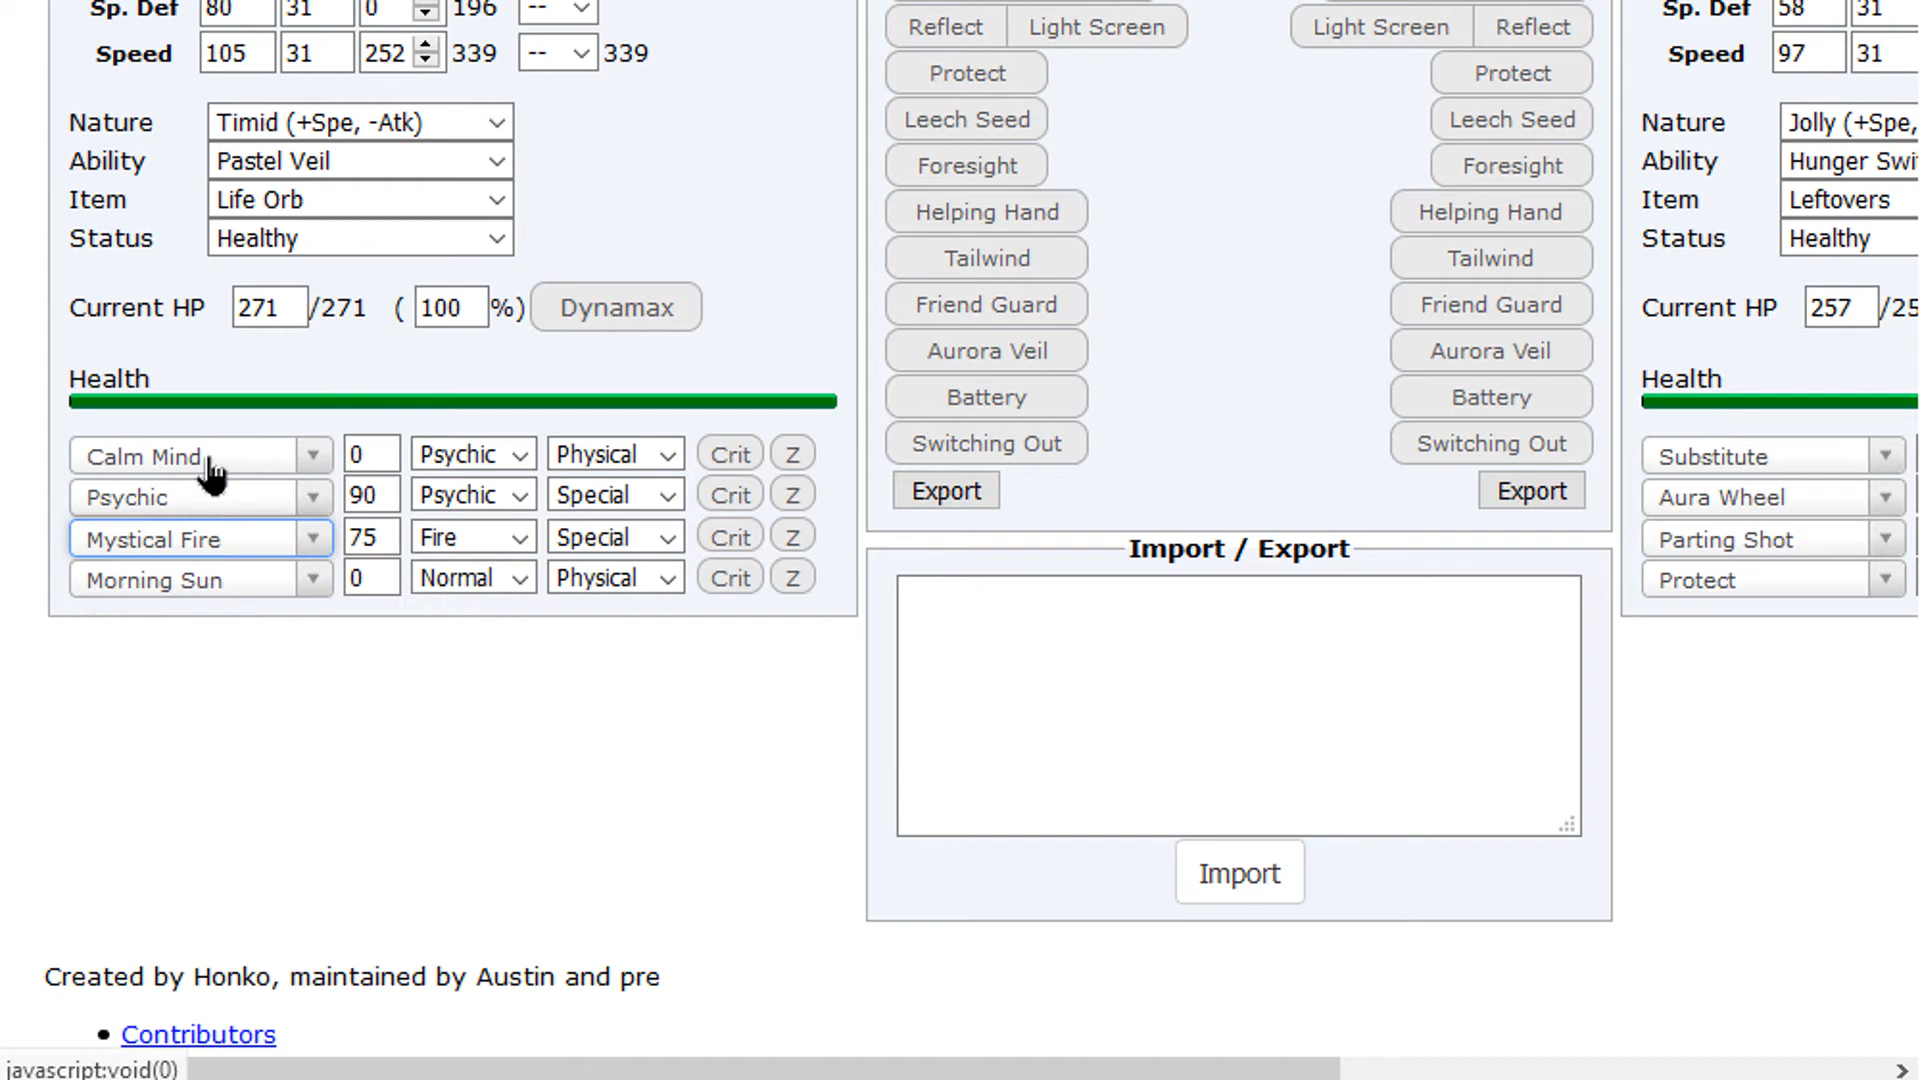 Sp. Def 80 31 0 196 --
Speed 105 31 252 339 -- 339
Nature Timid (+Spe, -Atk)
Ability Pastel Veil
Item Life Orb
Status Healthy
Current HP 271 /271 ( 100 %) Dynamax
Health
Calm Mind 0 Psychic Physical Crit Z
Psychic 90 Psychic Special Crit Z
Mystical Fire 75 Fire Special Crit Z
Morning Sun 0 Normal Physical Crit Z
Reflect Light Screen Light Screen Reflect
Protect Protect
Leech Seed Leech Seed
Foresight Foresight
Helping Hand Helping Hand
Tailwind Tailwind
Friend Guard Friend Guard
Aurora Veil Aurora Veil
Battery Battery
Switching Out Switching Out
Export Export
Import / Export
Import
Sp. Def 58 31
Speed 97 31
Nature Jolly (+Spe,
Ability Hunger Swi
Item Leftovers
Status Healthy
Current HP 257 /25
Health
Substitute
Aura Wheel
Parting Shot
Protect
Created by Honko, maintained by Austin and pre
• Contributors
javascript:void(0)